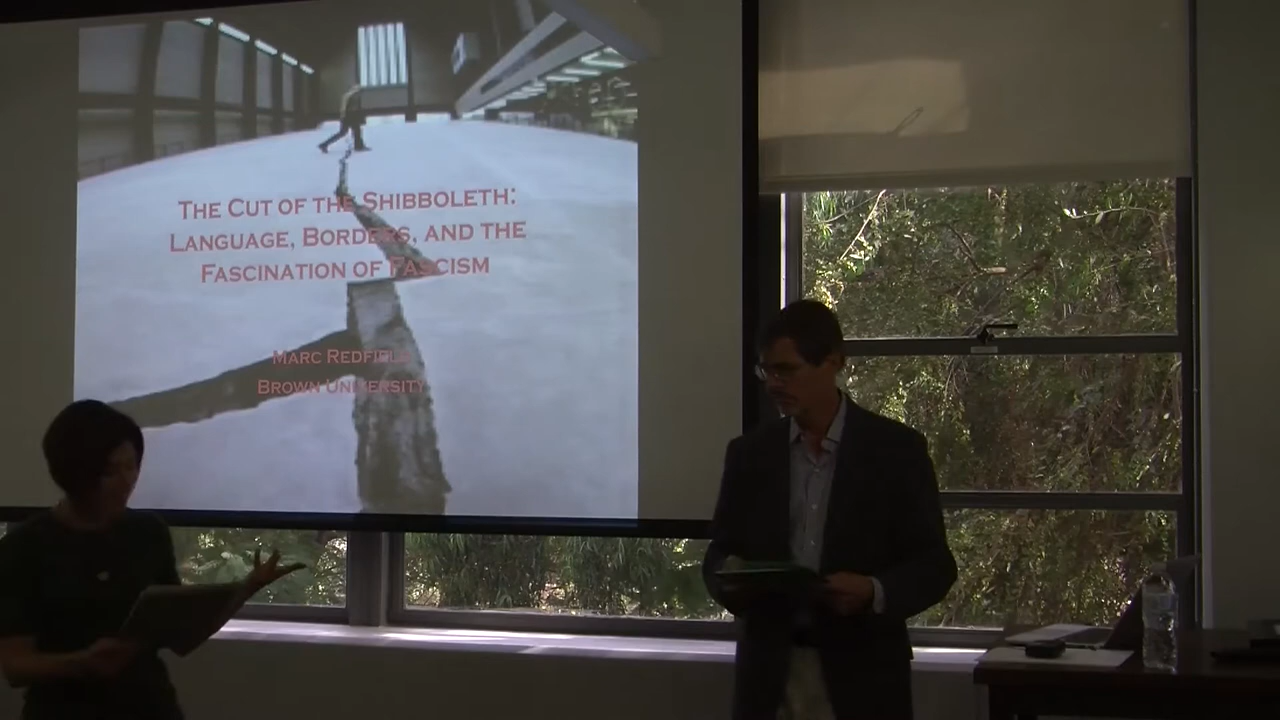 The Cut of the Shibboleth:
Language, Borders, and the
Fascination of Fascism
Marc Redfield
Brown University